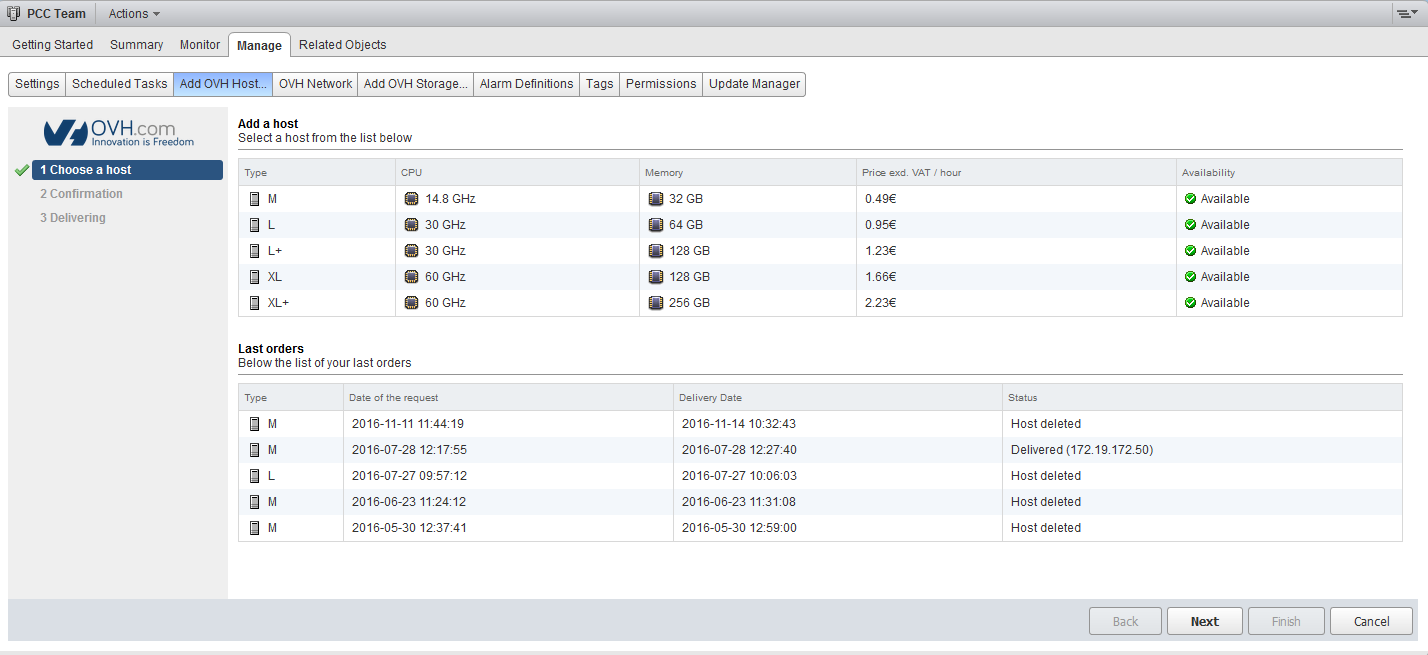 PCC Team Actions
Getting Started Summary Monitor Manage Related Objects
Settings Scheduled Tasks Add OVH Host... OVH Network Add OVH Storage... Alarm Definitions Tags Permissions Update Manager
OVH.com
Innovation is Freedom
1 Choose a host
2 Confirmation
3 Delivering
Add a host
Select a host from the list below
Type CPU Memory Price exd. VAT / hour Availability
M 14.8 GHz 32 GB 0.49€ Available
L 30 GHz 64 GB 0.95€ Available
L+ 30 GHz 128 GB 1.23€ Available
XL 60 GHz 128 GB 1.66€ Available
XL+ 60 GHz 256 GB 2.23€ Available
Last orders
Below the list of your last orders
Type Date of the request Delivery Date Status
M 2016-11-11 11:44:19 2016-11-14 10:32:43 Host deleted
M 2016-07-28 12:17:55 2016-07-28 12:27:40 Delivered (172.19.172.50)
L 2016-07-27 09:57:12 2016-07-27 10:06:03 Host deleted
M 2016-06-23 11:24:12 2016-06-23 11:31:08 Host deleted
M 2016-05-30 12:37:41 2016-05-30 12:59:00 Host deleted
Back Next Finish Cancel